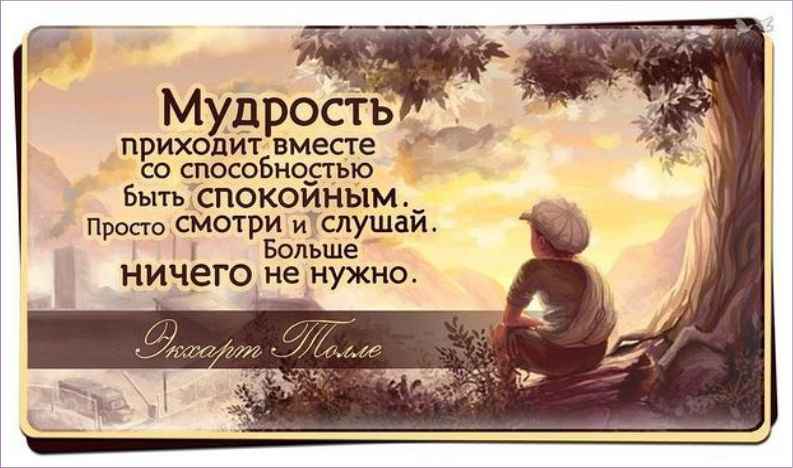 Мудрость
приходит вместе
со способностью
быть спокойным.
Просто смотри и слушай.
Больше
ничего не нужно.
Экхарт Толле